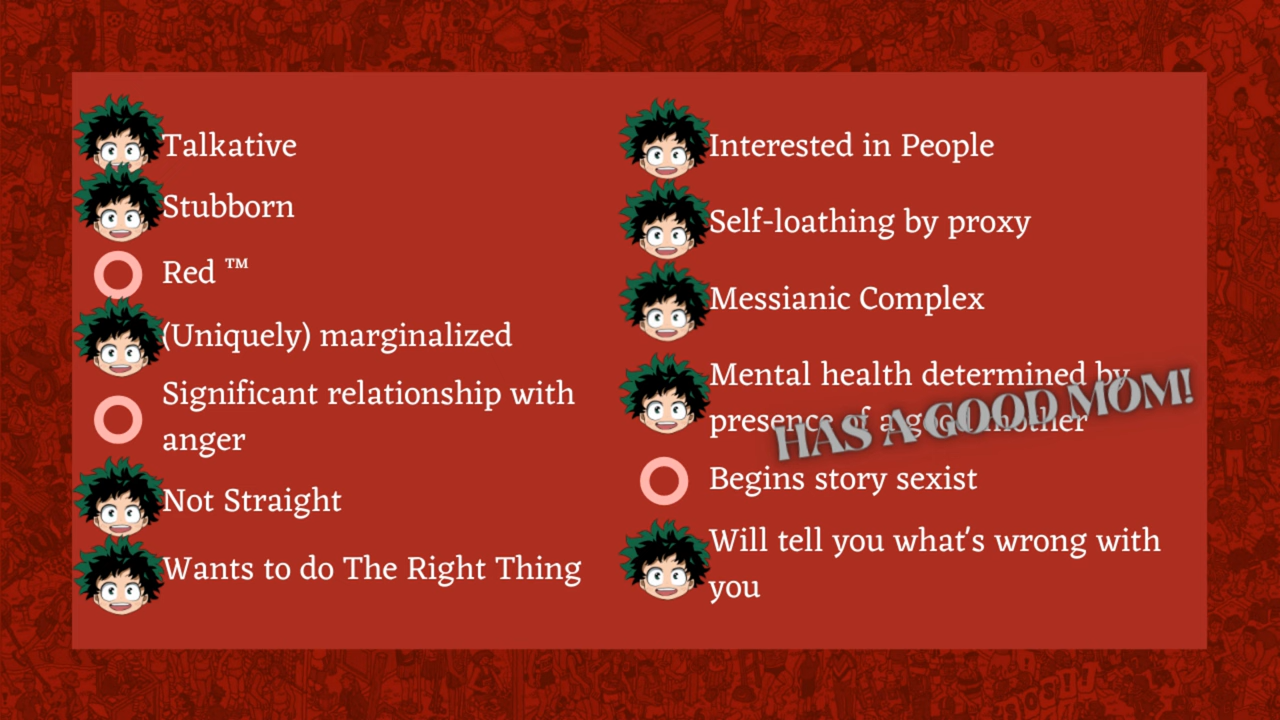 Talkative
Stubborn
Red ™
(Uniquely) marginalized
Significant relationship with
anger
Not Straight
Wants to do The Right Thing
Interested in People
Self-loathing by proxy
Messianic Complex
Mental health determined by
presence of a good mother
HAS A GOOD MOM!
Begins story sexist
Will tell you what's wrong with
you